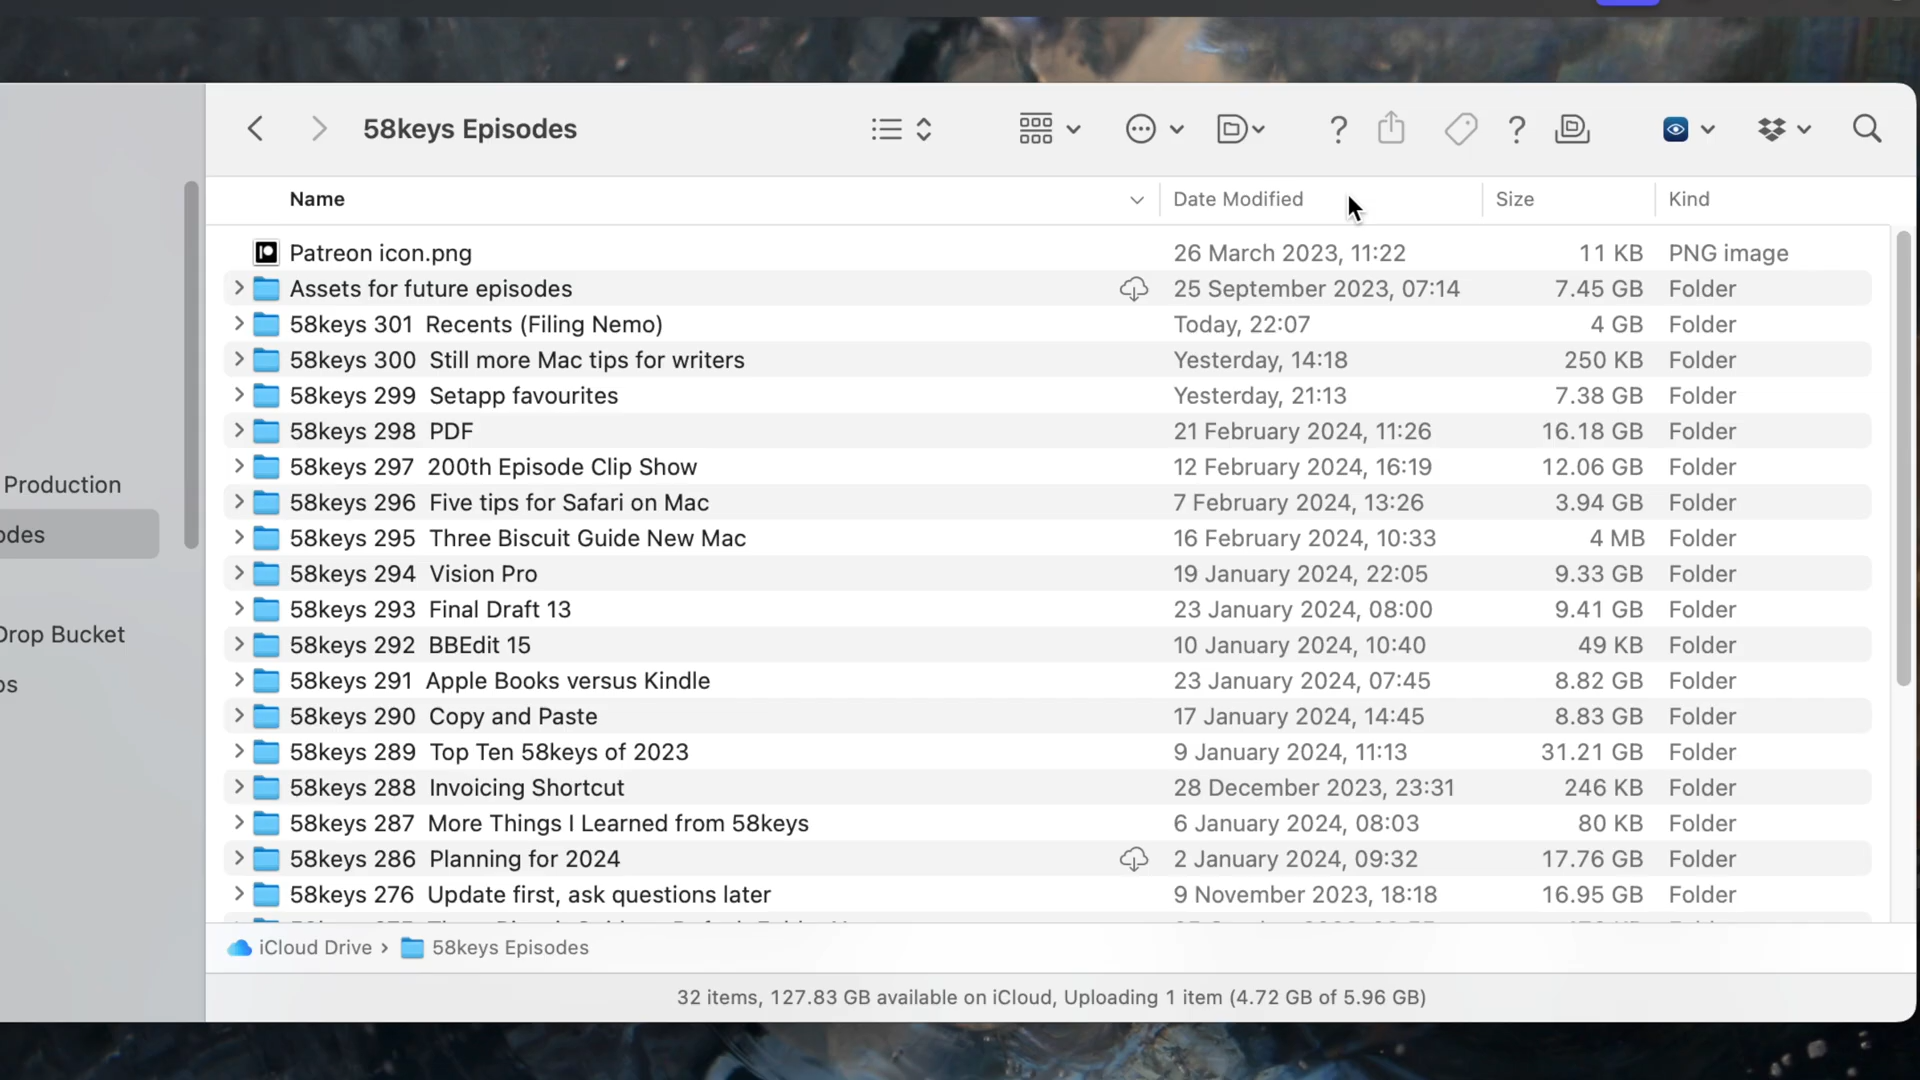 58keys Episodes
Name Date Modified Size Kind
Patreon icon.png 26 March 2023, 11:22 11 KB PNG image
Assets for future episodes 25 September 2023, 07:14 7.45 GB Folder
58keys 301 Recents (Filing Nemo) Today, 22:07 4 GB Folder
58keys 300 Still more Mac tips for writers Yesterday, 14:18 250 KB Folder
58keys 299 Setapp favourites Yesterday, 21:13 7.38 GB Folder
58keys 298 PDF 21 February 2024, 11:26 16.18 GB Folder
58keys 297 200th Episode Clip Show 12 February 2024, 16:19 12.06 GB Folder
Production
58keys 296 Five tips for Safari on Mac 7 February 2024, 13:26 3.94 GB Folder
odes
58keys 295 Three Biscuit Guide New Mac 16 February 2024, 10:33 4 MB Folder
58keys 294 Vision Pro 19 January 2024, 22:05 9.33 GB Folder
58keys 293 Final Draft 13 23 January 2024, 08:00 9.41 GB Folder
Drop Bucket
58keys 292 BBEdit 15 10 January 2024, 10:40 49 KB Folder
os
58keys 291 Apple Books versus Kindle 23 January 2024, 07:45 8.82 GB Folder
58keys 290 Copy and Paste 17 January 2024, 14:45 8.83 GB Folder
58keys 289 Top Ten 58keys of 2023 9 January 2024, 11:13 31.21 GB Folder
58keys 288 Invoicing Shortcut 28 December 2023, 23:31 246 KB Folder
58keys 287 More Things I Learned from 58keys 6 January 2024, 08:03 80 KB Folder
58keys 286 Planning for 2024 2 January 2024, 09:32 17.76 GB Folder
58keys 276 Update first, ask questions later 9 November 2023, 18:18 16.95 GB Folder
iCloud Drive › 58keys Episodes
32 items, 127.83 GB available on iCloud, Uploading 1 item (4.72 GB of 5.96 GB)